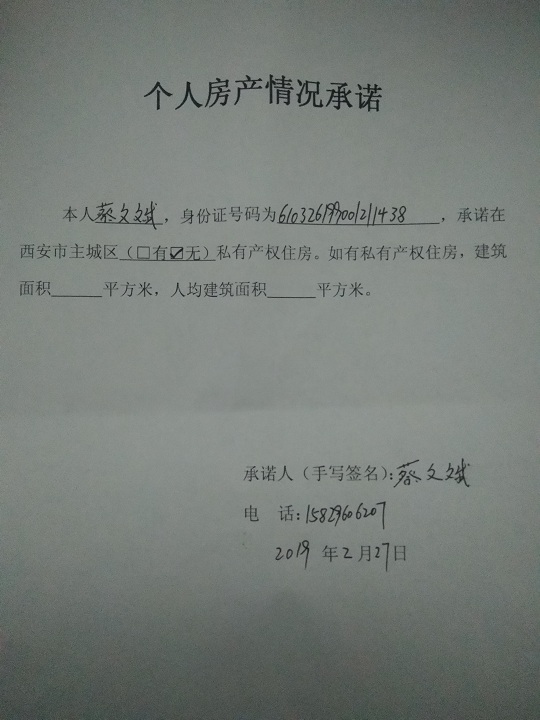 个人房产情况承诺
本人蔡文斌，身份证号码为610326199001211438，承诺在
西安市主城区（□有☑无）私有产权住房。如有私有产权住房，建筑
面积______平方米，人均建筑面积______平方米。
承诺人（手写签名）：蔡文斌
电 话：15829606207
2019 年 2 月 27 日